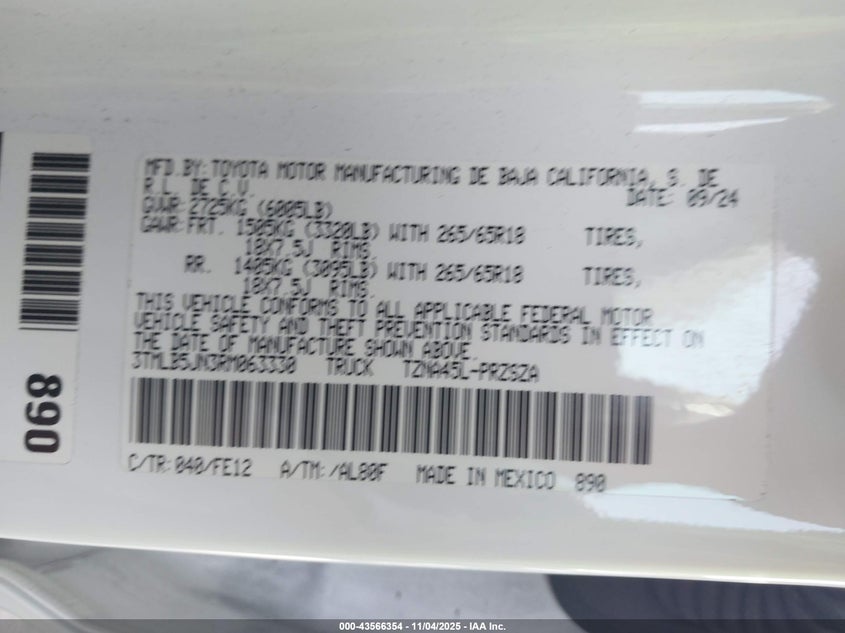 MFD.BY:TOYOTA MOTOR MANUFACTURING DE BAJA CALIFORNIA, S. DE
R.L. DE C.V.
DATE: 09/24
GVWR:2725KG (6005LB)
GAWR:FRT. 1505KG (3320LB) WITH 265/65R18 TIRES,
18X7.5J RIMS.
RR. 1405KG (3095LB) WITH 265/65R18 TIRES,
18X7.5J RIMS.
THIS VEHICLE CONFORMS TO ALL APPLICABLE FEDERAL MOTOR
VEHICLE SAFETY AND THEFT PREVENTION STANDARDS IN EFFECT ON
THE DATE OF MANUFACTURE SHOWN ABOVE.
3TMLB5JN3RM063330 TRUCK TZNA45L-PRZSZA
C/TR:040/FE12 A/TM:/AL80F MADE IN MEXICO 890
890
000-43566354 | 11/04/2025 | IAA Inc.